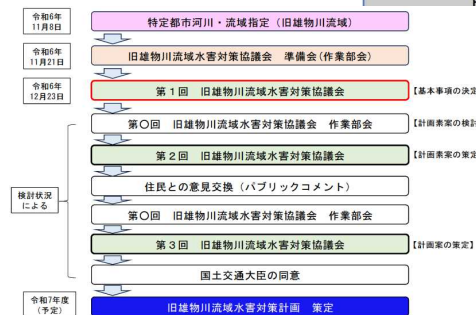 令和6年
11月8日
特定都市河川・流域指定（旧雄物川流域）
令和6年
11月21日
旧雄物川流域水害対策協議会 準備会(作業部会)
令和6年
12月23日
第１回 旧雄物川流域水害対策協議会
【基本事項の決定
第〇回 旧雄物川流域水害対策協議会 作業部会
【計画素案の検討
第２回 旧雄物川流域水害対策協議会
【計画素案の策定
検討状況
による
住民との意見交換（パブリックコメント）
第〇回 旧雄物川流域水害対策協議会 作業部会
第３回 旧雄物川流域水害対策協議会
【計画案の策定】
国土交通大臣の同意
令和7年度
（予定）
旧雄物川流域水害対策計画 策定